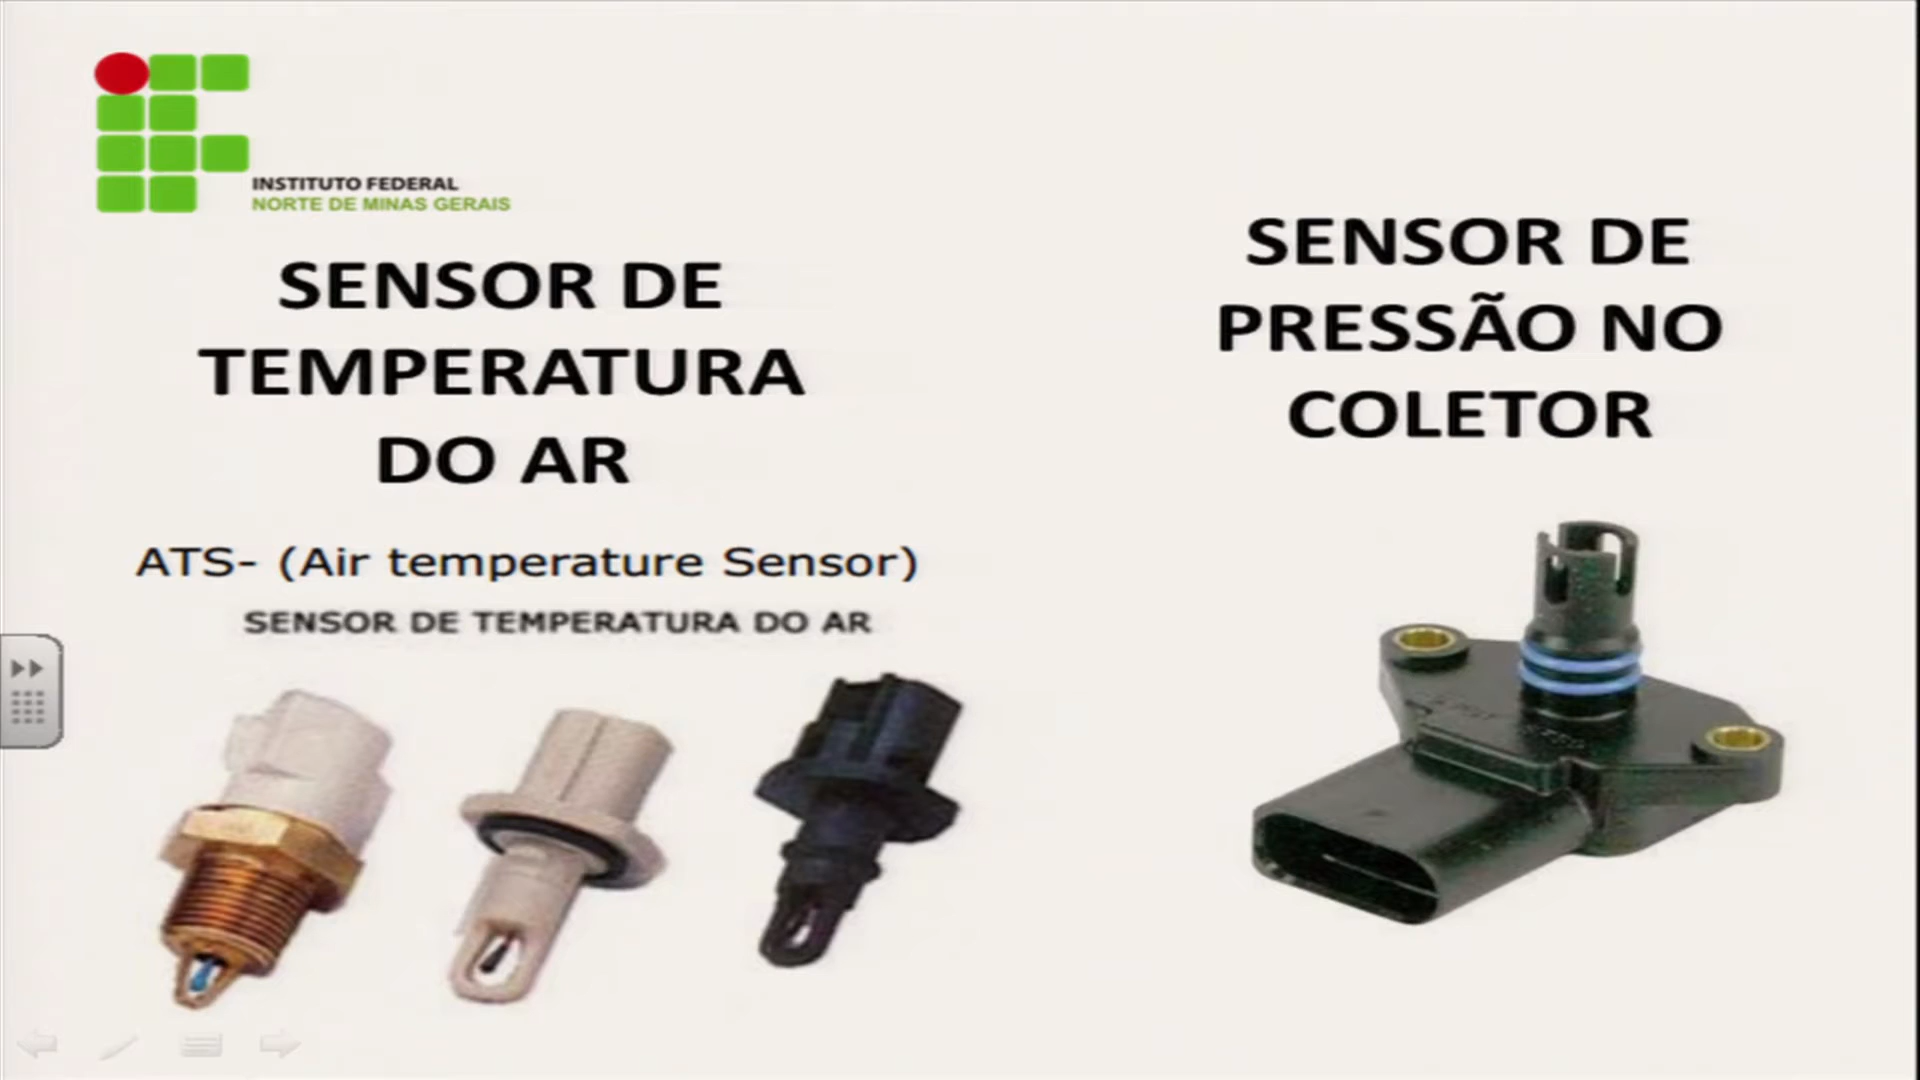 INSTITUTO FEDERAL
NORTE DE MINAS GERAIS
SENSOR DE
TEMPERATURA
DO AR
ATS- (Air temperature Sensor)
SENSOR DE TEMPERATURA DO AR
SENSOR DE
PRESSÃO NO
COLETOR